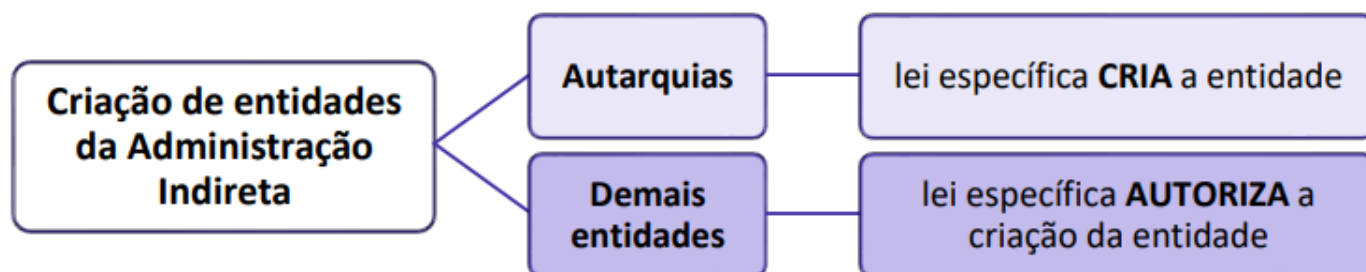 Criação de entidades
da Administração
Indireta
Autarquias
lei específica CRIA a entidade
Demais
entidades
lei específica AUTORIZA a
criação da entidade